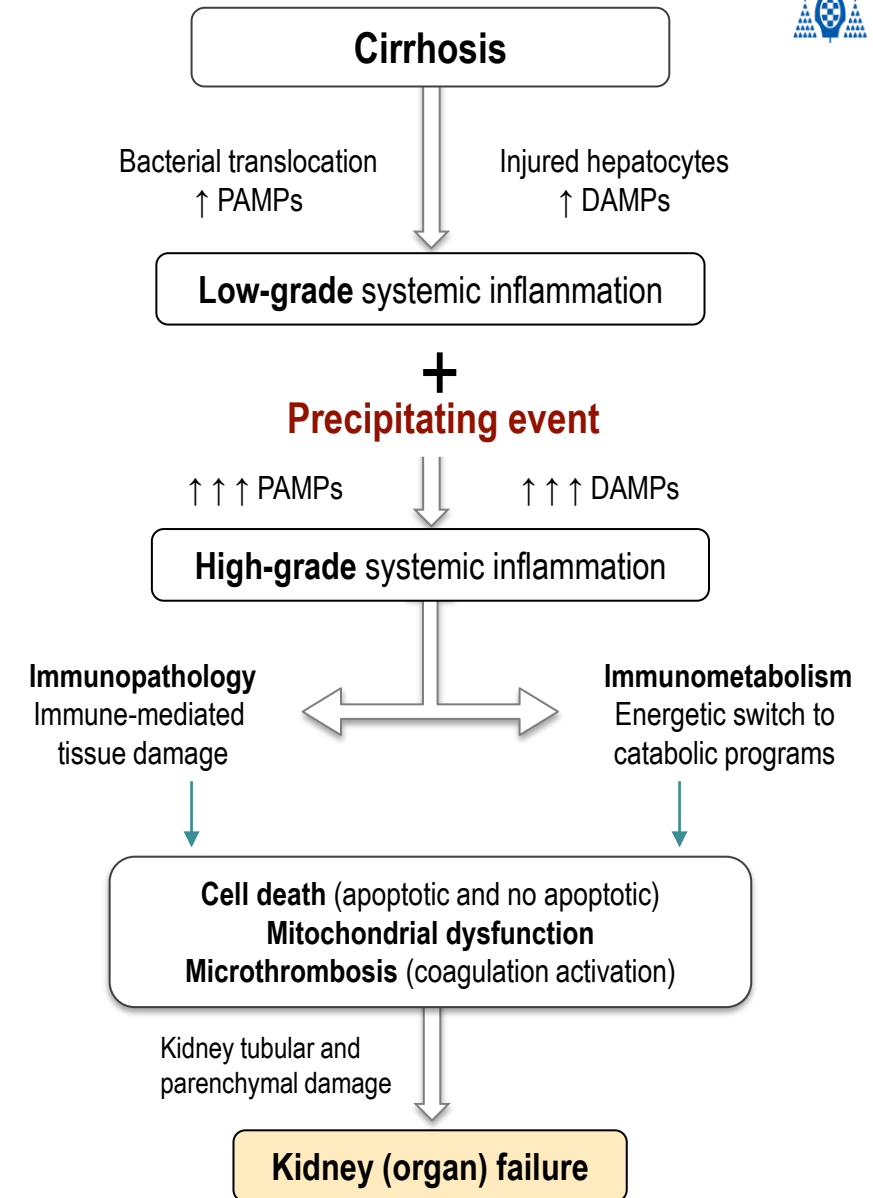 Cirrhosis
Bacterial translocation
↑ PAMPs
Injured hepatocytes
↑ DAMPs
Low-grade systemic inflammation
+
Precipitating event
↑ ↑ ↑ PAMPs
↑ ↑ ↑ DAMPs
High-grade systemic inflammation
Immunopathology
Immune-mediated
tissue damage
Immunometabolism
Energetic switch to
catabolic programs
Cell death (apoptotic and no apoptotic)
Mitochondrial dysfunction
Microthrombosis (coagulation activation)
Kidney tubular and
parenchymal damage
Kidney (organ) failure